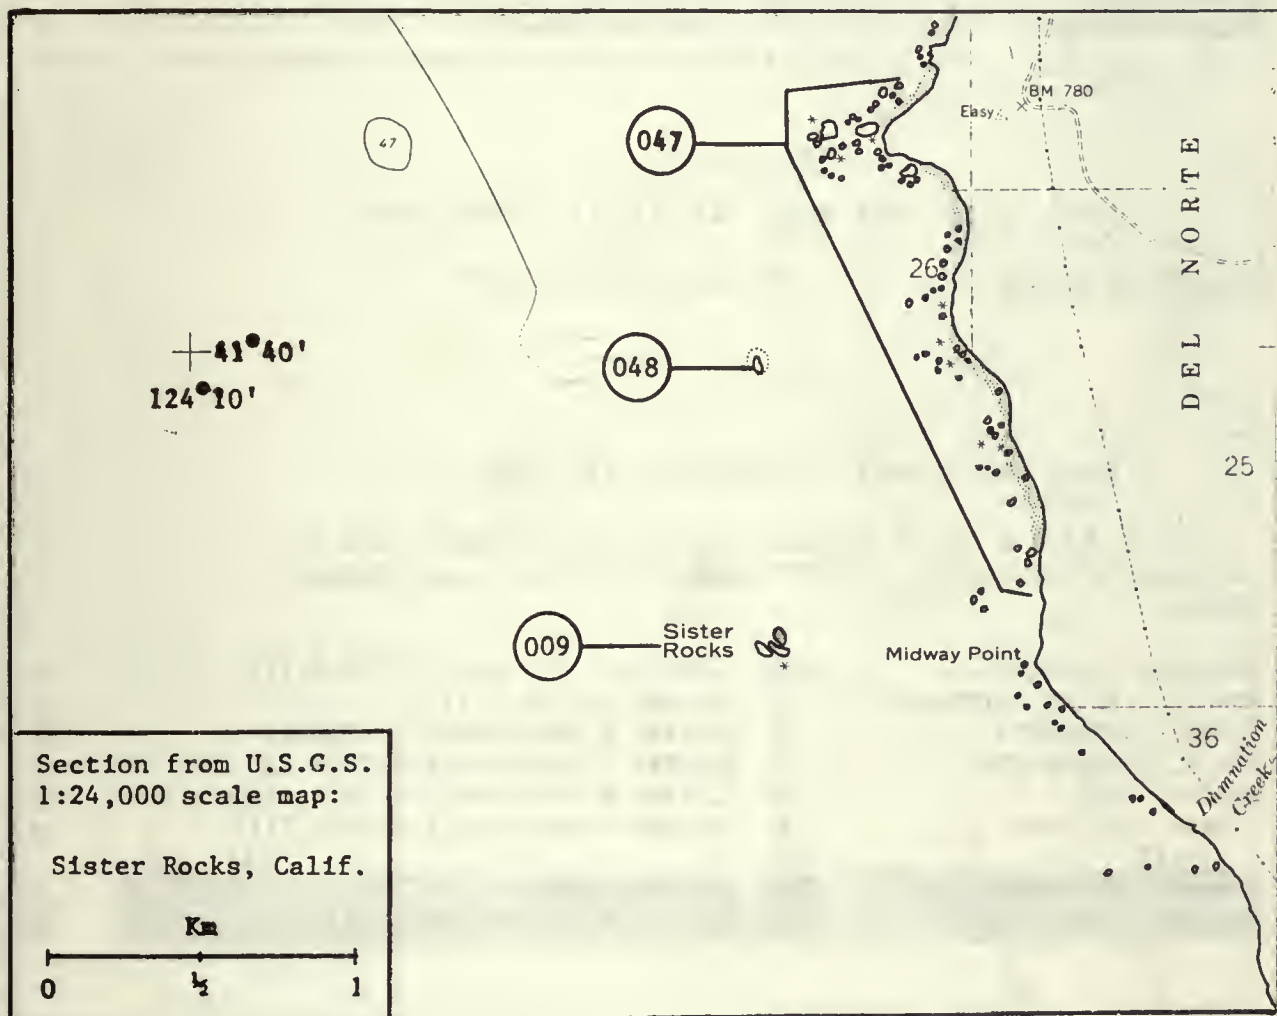 BM 780
Easy
047
47
DEL NORTE
26
41°40'
124°10'
048
25
009
Sister
Rocks
Midway Point
36
Damnation
Creek
Section from U.S.G.S.
1:24,000 scale map:
Sister Rocks, Calif.
Km
0 ½ 1